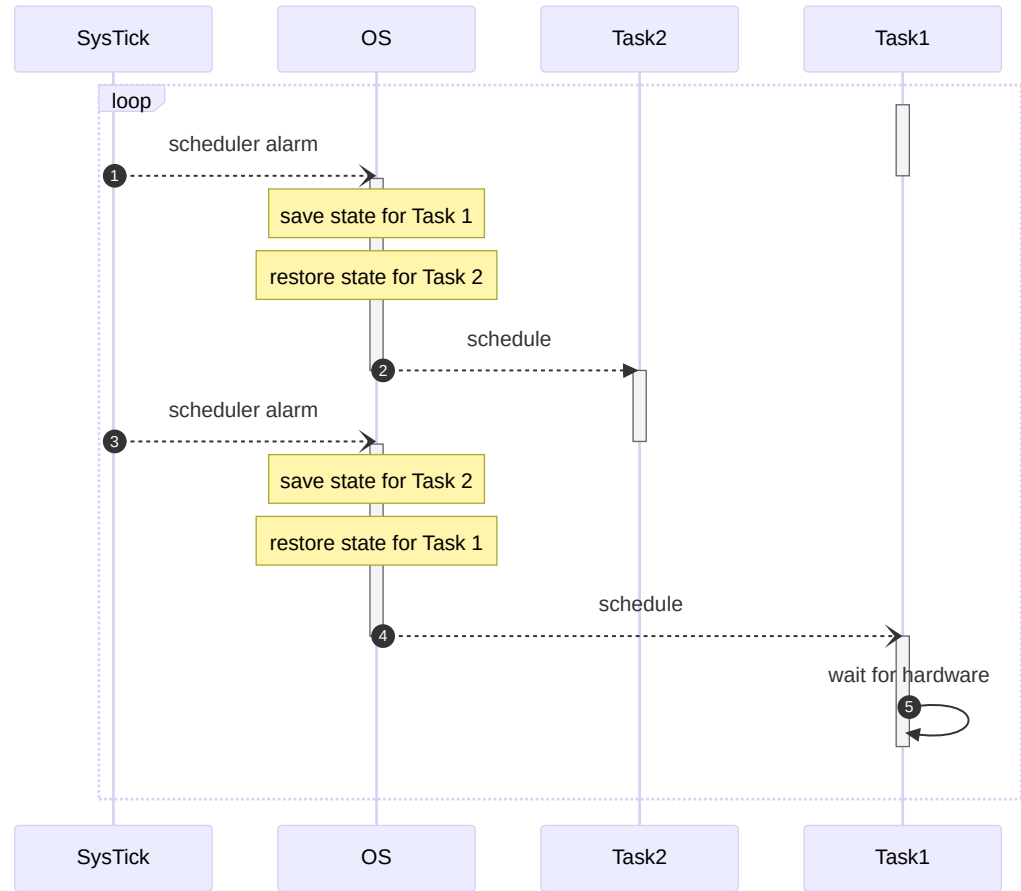 SysTick
OS
Task2
Task1
loop
scheduler alarm
1
save state for Task 1
restore state for Task 2
schedule
2
scheduler alarm
3
save state for Task 2
restore state for Task 1
schedule
4
wait for hardware
5
SysTick
OS
Task2
Task1